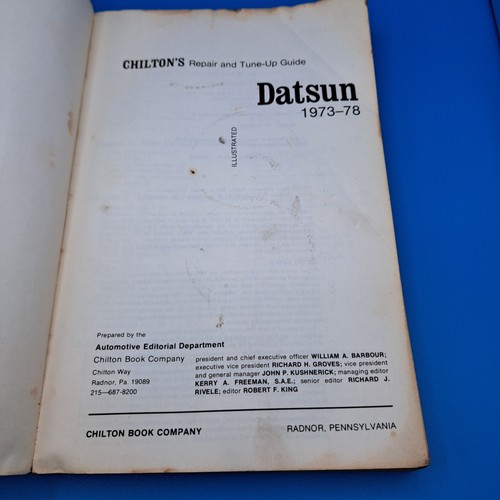 CHILTON'S Repair and Tune-Up Guide
Datsun
1973–78
ILLUSTRATED
Prepared by the
Automotive Editorial Department
Chilton Book Company
Chilton Way
Radnor, Pa. 19089
215—687-8200
president and chief executive officer WILLIAM A. BARBOUR;
executive vice president RICHARD H. GROVES; vice president
and general manager JOHN P. KUSHNERICK; managing editor
KERRY A. FREEMAN, S.A.E.; senior editor RICHARD J.
RIVELE; editor ROBERT F. KING
CHILTON BOOK COMPANY
RADNOR, PENNSYLVANIA